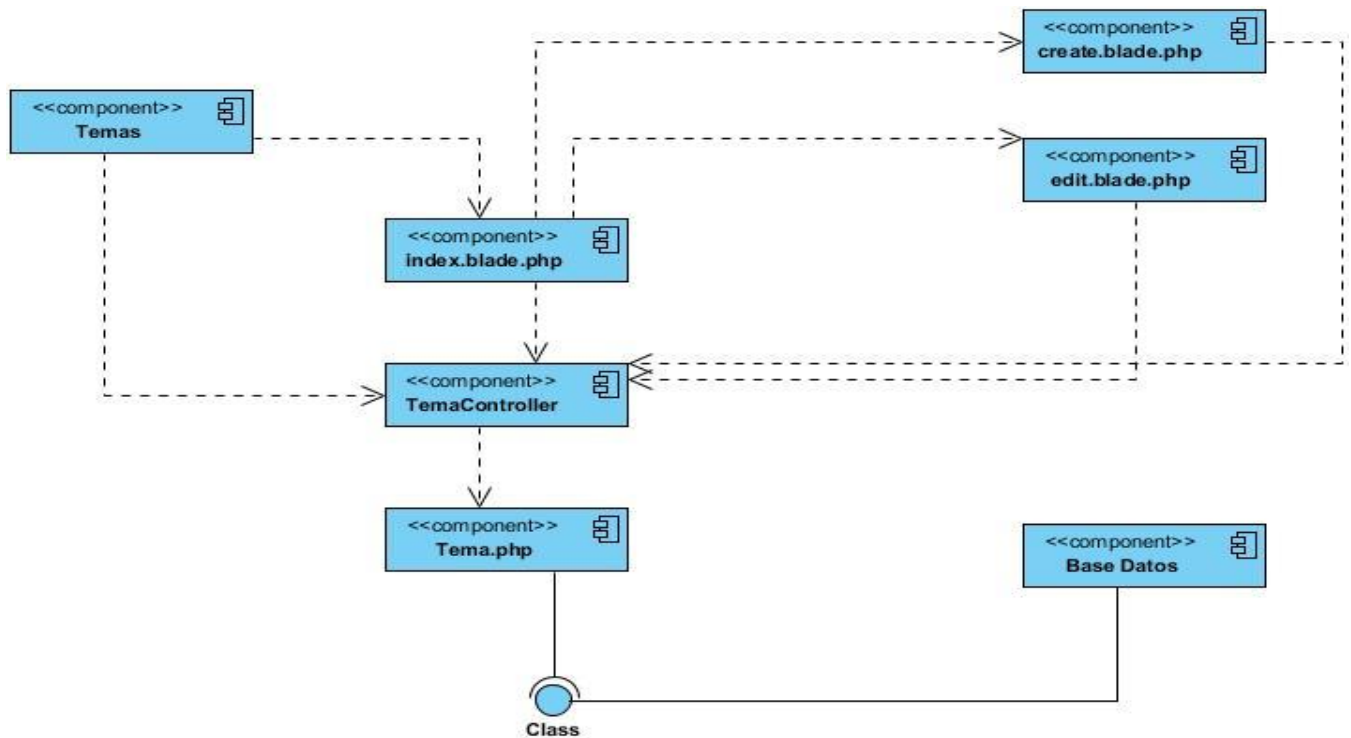 <<component>>
create.blade.php
<<component>>
Temas
<<component>>
edit.blade.php
<<component>>
index.blade.php
<<component>>
TemaController
<<component>>
Tema.php
<<component>>
Base Datos
Class